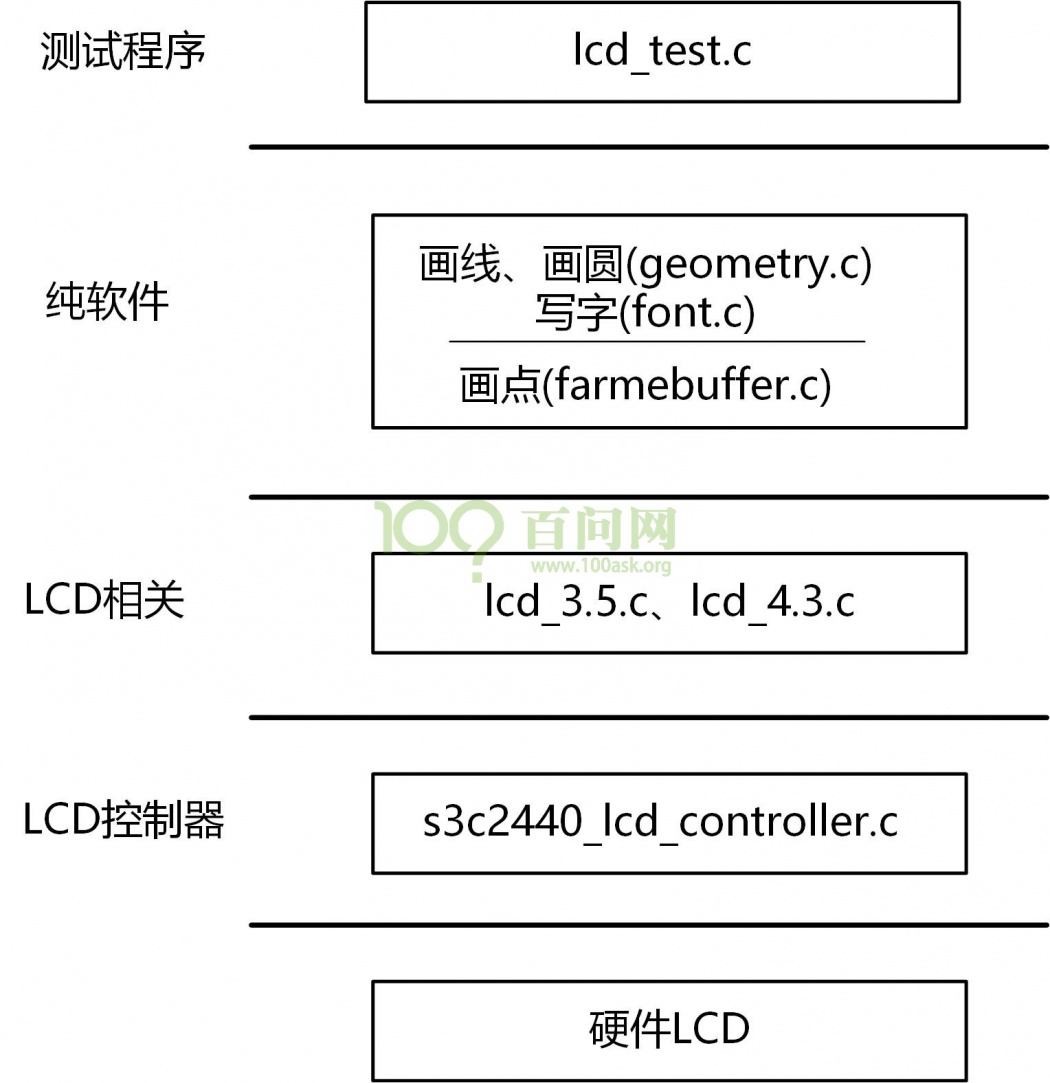 测试程序
lcd_test.c
纯软件
画线、画圆(geometry.c)
写字(font.c)
画点(farmebuffer.c)
100?
百问网
www.100ask.org
LCD相关
lcd_3.5.c、lcd_4.3.c
LCD控制器
s3c2440_lcd_controller.c
硬件LCD